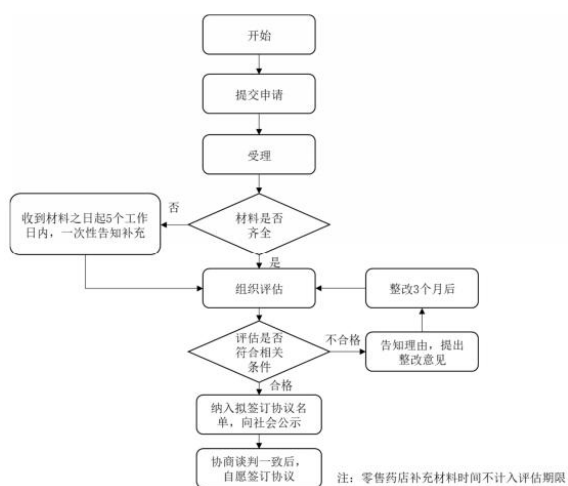 开始
提交申请
受理
材料是否
齐全
否
收到材料之日起5个工作
日内，一次性告知补充
是
组织评估
整改3个月后
评估是否
符合相关
条件
不合格
告知理由，提出
整改意见
合格
纳入拟签订协议名
单，向社会公示
协商谈判一致后，
自愿签订协议
注：零售药店补充材料时间不计入评估期限